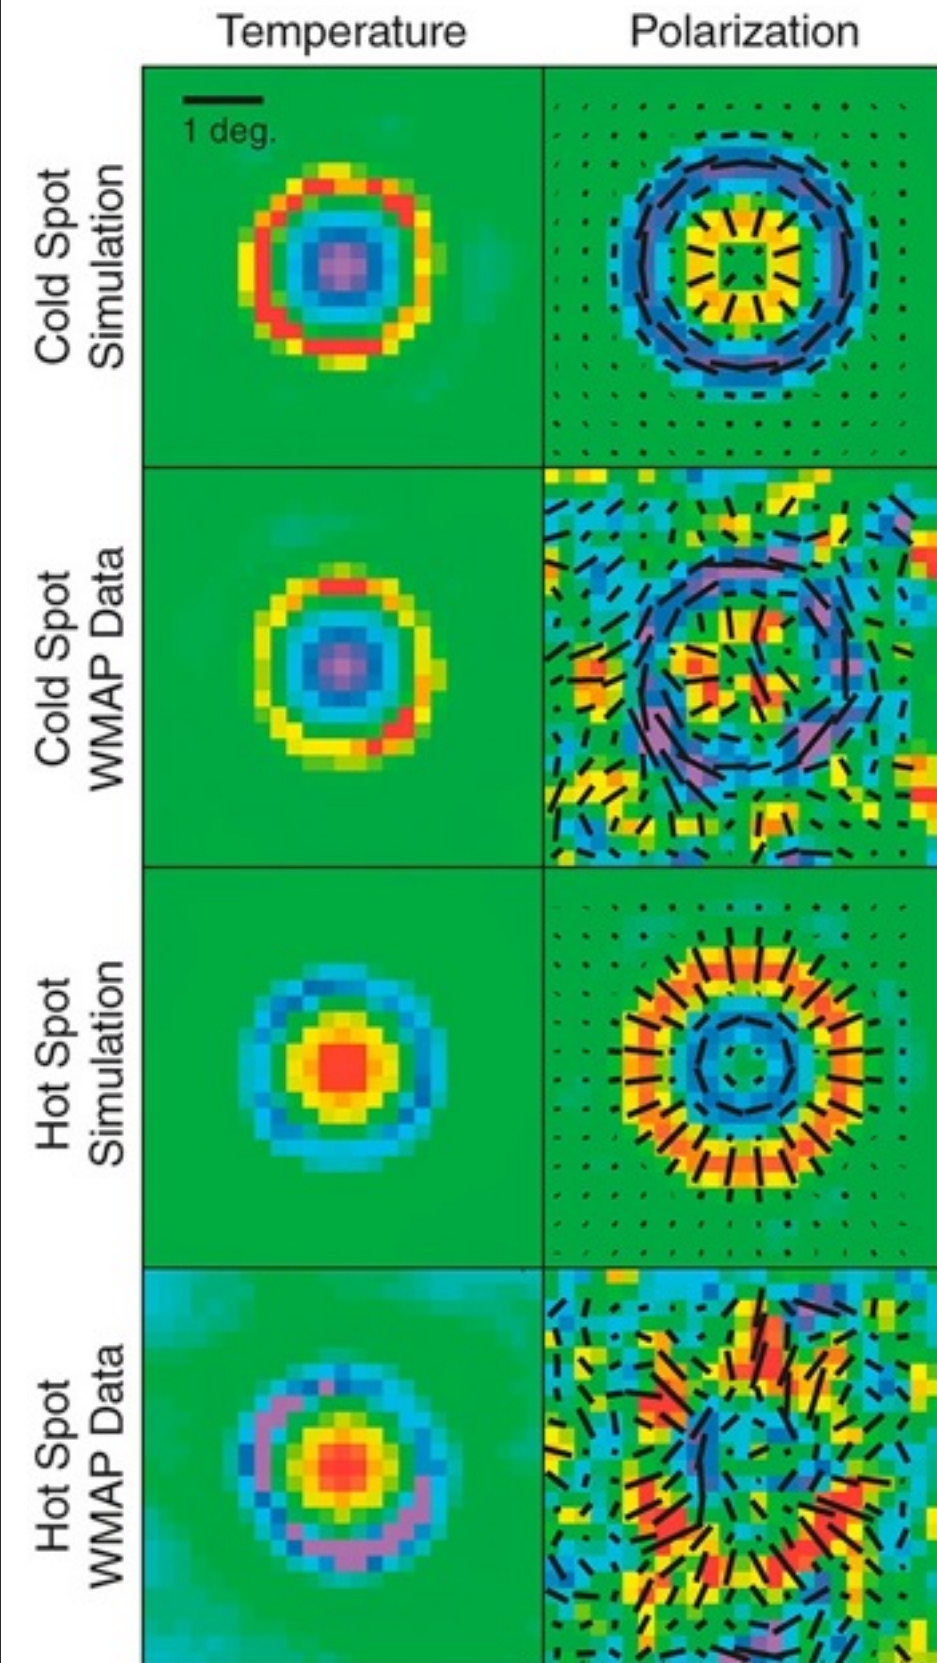 Temperature
Polarization
1 deg.
Cold Spot
Simulation
Cold Spot
WMAP Data
Hot Spot
Simulation
Hot Spot
WMAP Data